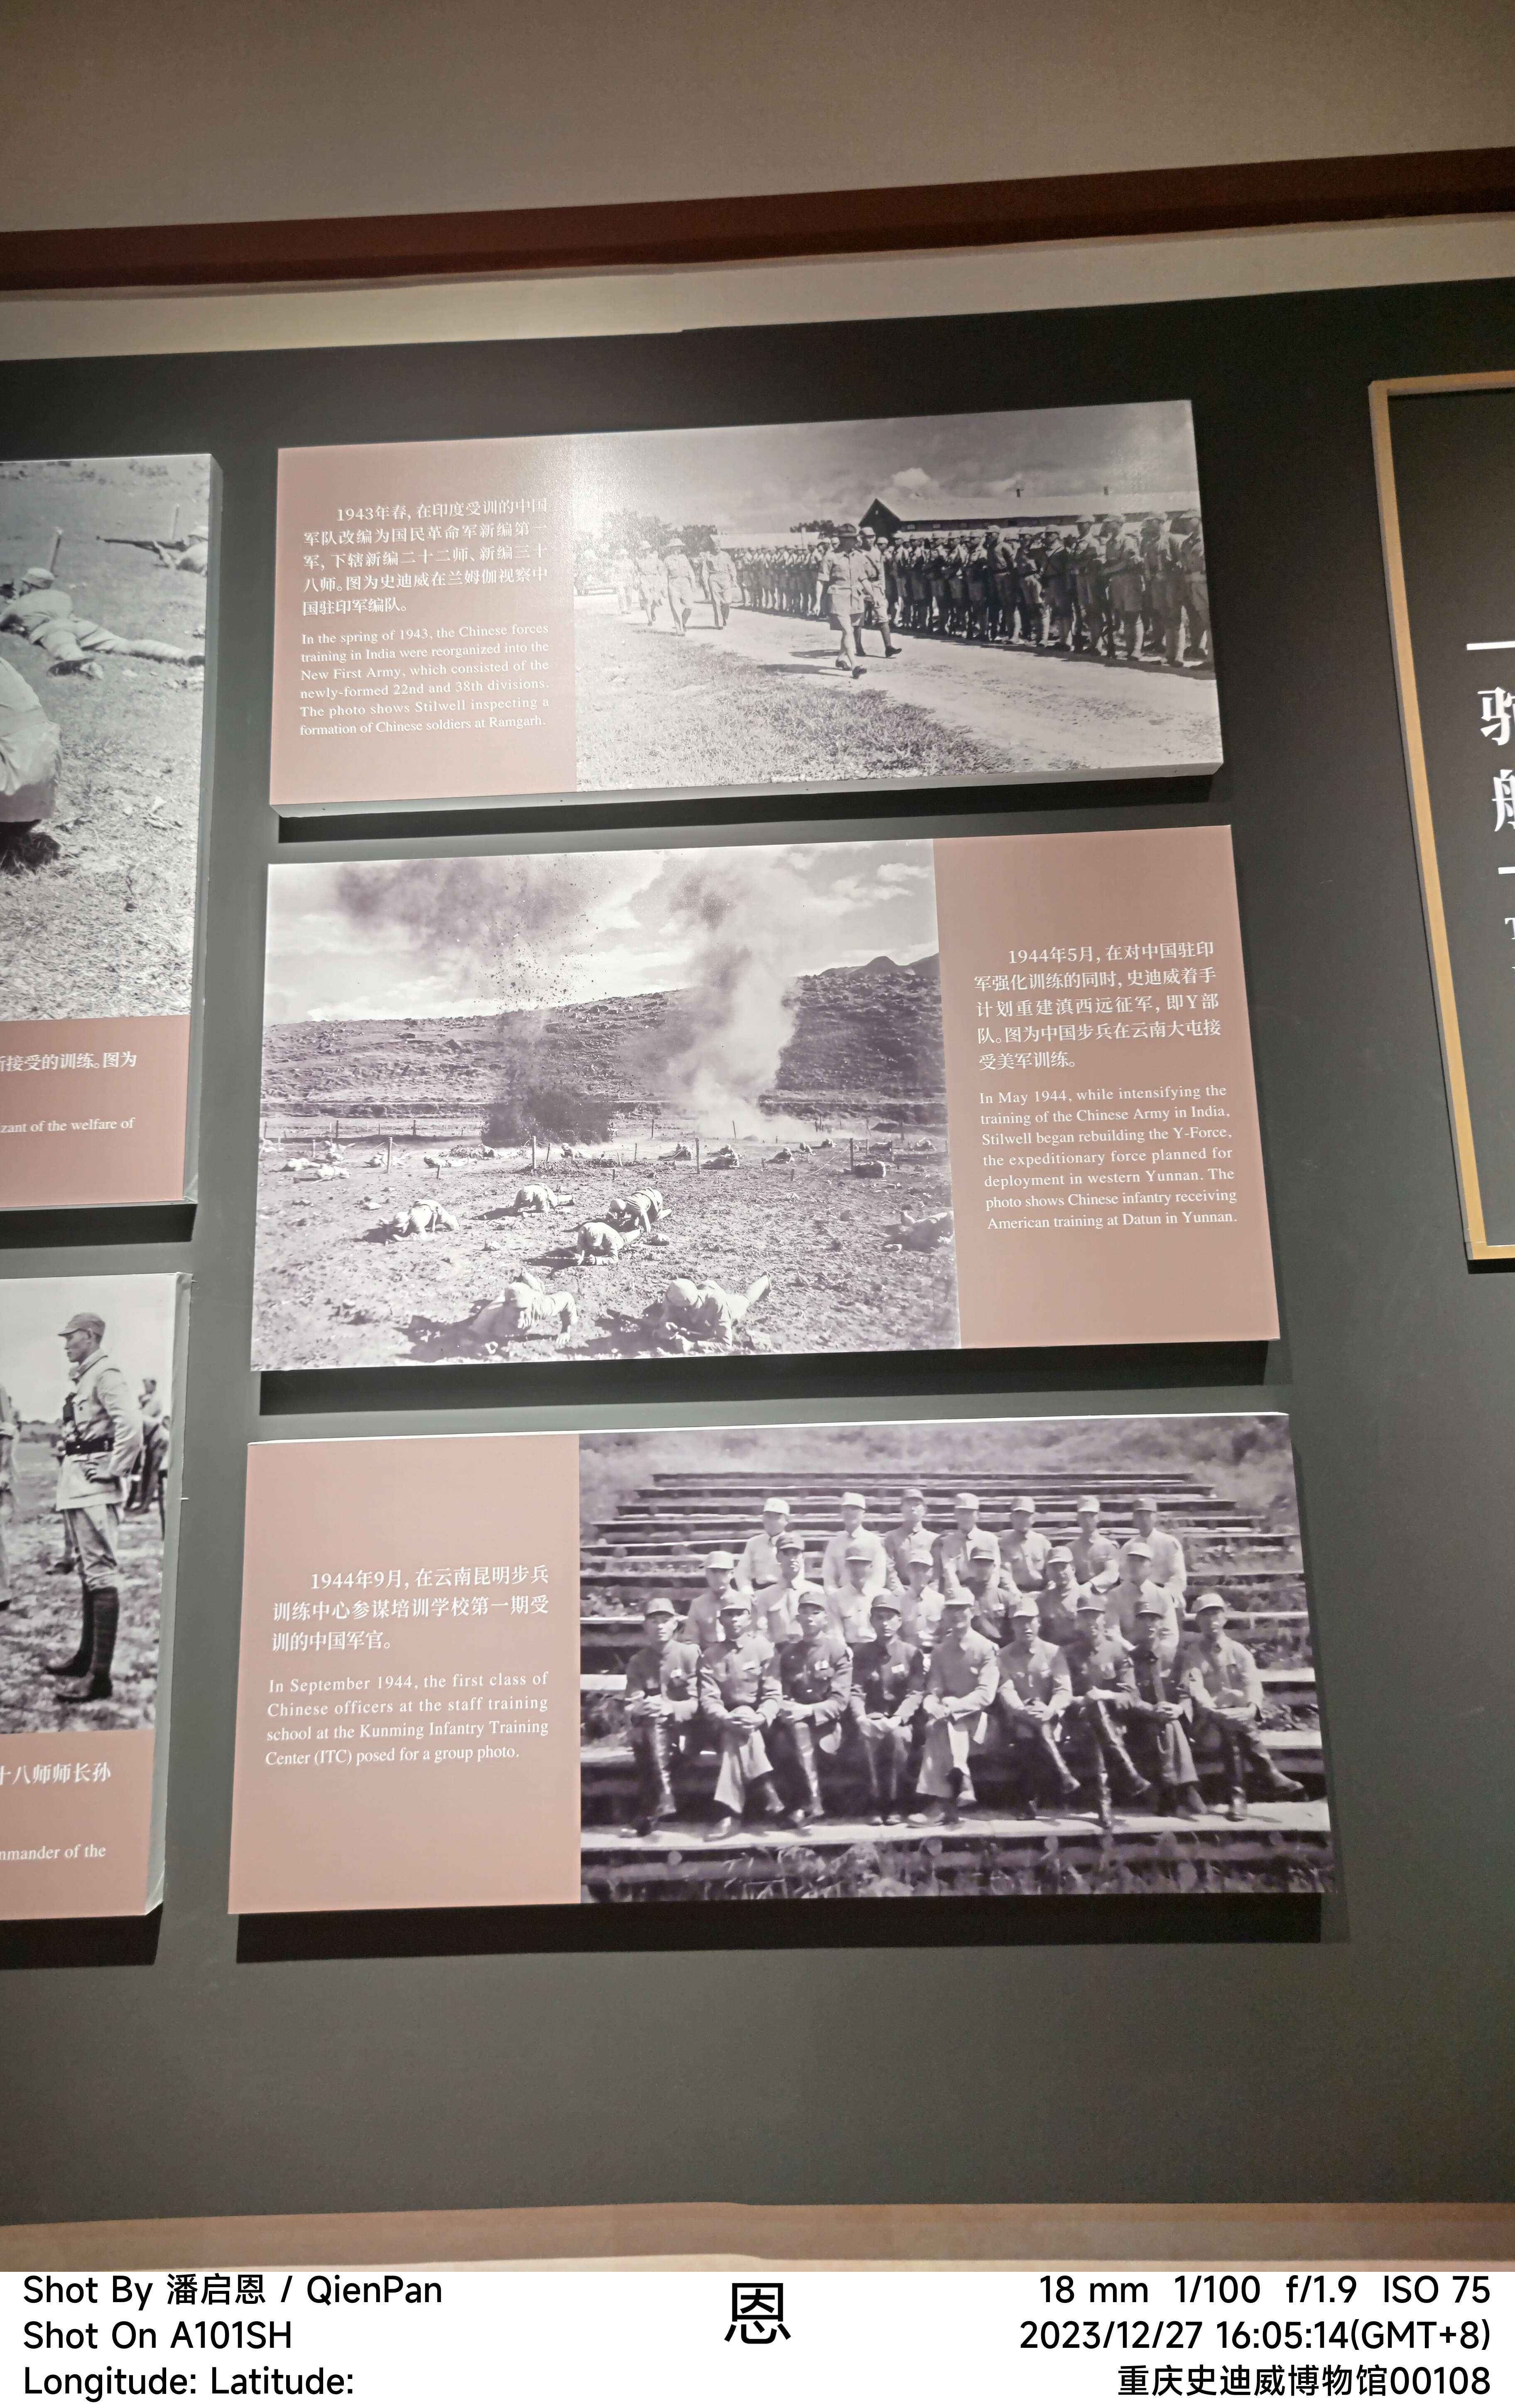 1943年春,在印度受训的中国
军队改编为国民革命军新编第一
军,下辖新编二十二师、新编三十
八师。图为史迪威在兰姆伽视察中
国驻印军编队。
In the spring of 1943, the Chinese forces
training in India were reorganized into the
New First Army, which consisted of the
newly-formed 22nd and 38th divisions.
The photo shows Stilwell inspecting a
formation of Chinese soldiers at Ramgarh.
1944年5月,在对中国驻印
军强化训练的同时,史迪威着手
计划重建滇西远征军,即Y部
队。图为中国步兵在云南大屯接
受美军训练。
In May 1944, while intensifying the
training of the Chinese Army in India,
Stilwell began rebuilding the Y-Force,
the expeditionary force planned for
deployment in western Yunnan. The
photo shows Chinese infantry receiving
American training at Datun in Yunnan.
接受的训练。图为
zant of the welfare of
1944年9月,在云南昆明步兵
训练中心参谋培训学校第一期受
训的中国军官。
In September 1944, the first class of
Chinese officers at the staff training
school at the Kunming Infantry Training
Center (ITC) posed for a group photo.
十八师师长孙
mmander of the
Shot By 潘启恩 / QienPan
Shot On A101SH
Longitude: Latitude:
恩
18 mm 1/100 f/1.9 ISO 75
2023/12/27 16:05:14(GMT+8)
重庆史迪威博物馆00108